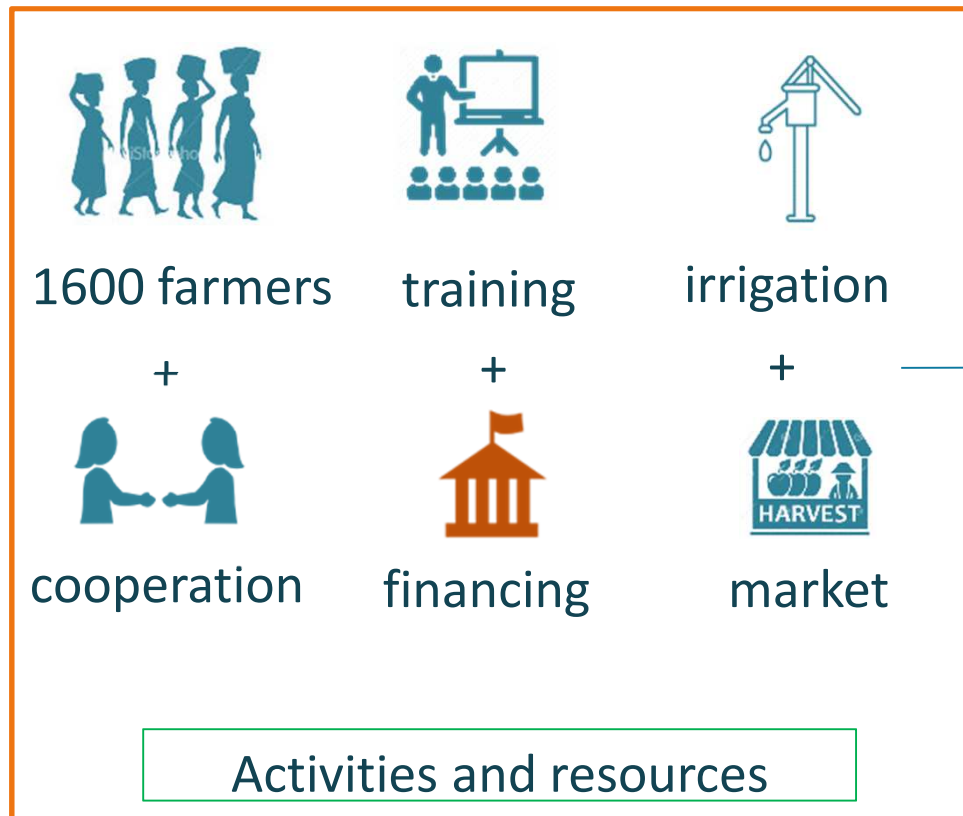 1600 farmers
training
irrigation
+
+
+
HARVEST
cooperation
financing
market
Activities and resources